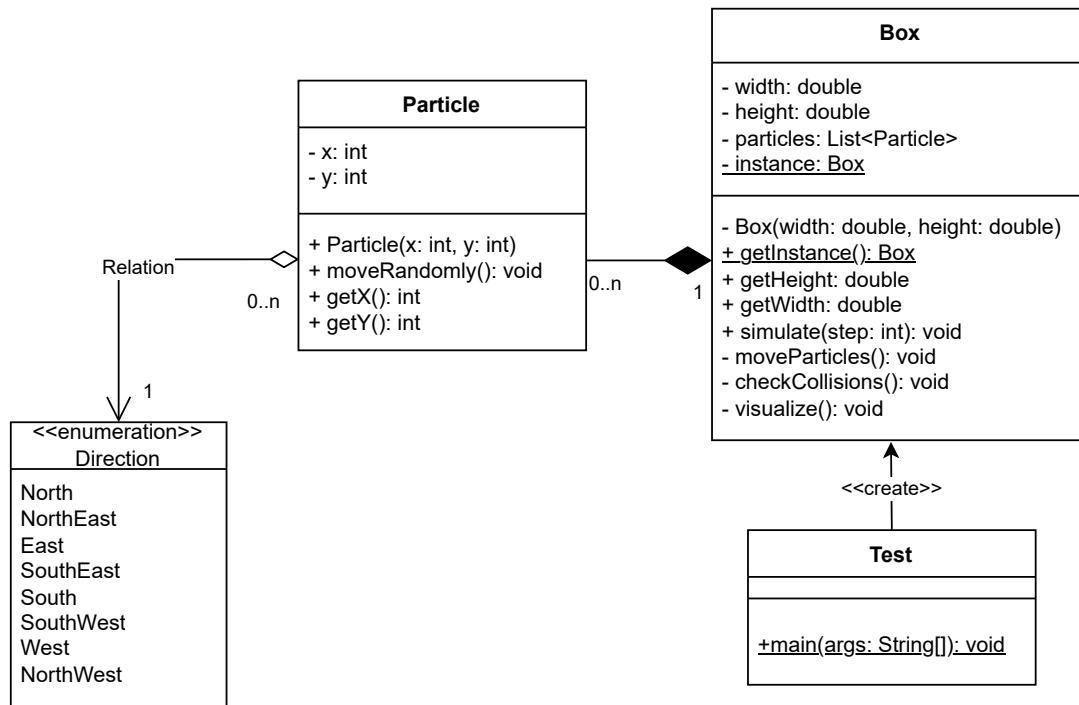 Box
- width: double
- height: double
- particles: List<Particle>
- instance: Box
- Box(width: double, height: double)
+ getInstance(): Box
+ getHeight: double
+ getWidth: double
+ simulate(step: int): void
- moveParticles(): void
- checkCollisions(): void
- visualize(): void
Particle
- x: int
- y: int
+ Particle(x: int, y: int)
+ moveRandomly(): void
+ getX(): int
+ getY(): int
Relation
0..n
0..n
1
1
<<enumeration>>
Direction
North
NorthEast
East
SouthEast
South
SouthWest
West
NorthWest
<<create>>
Test
+main(args: String[]): void